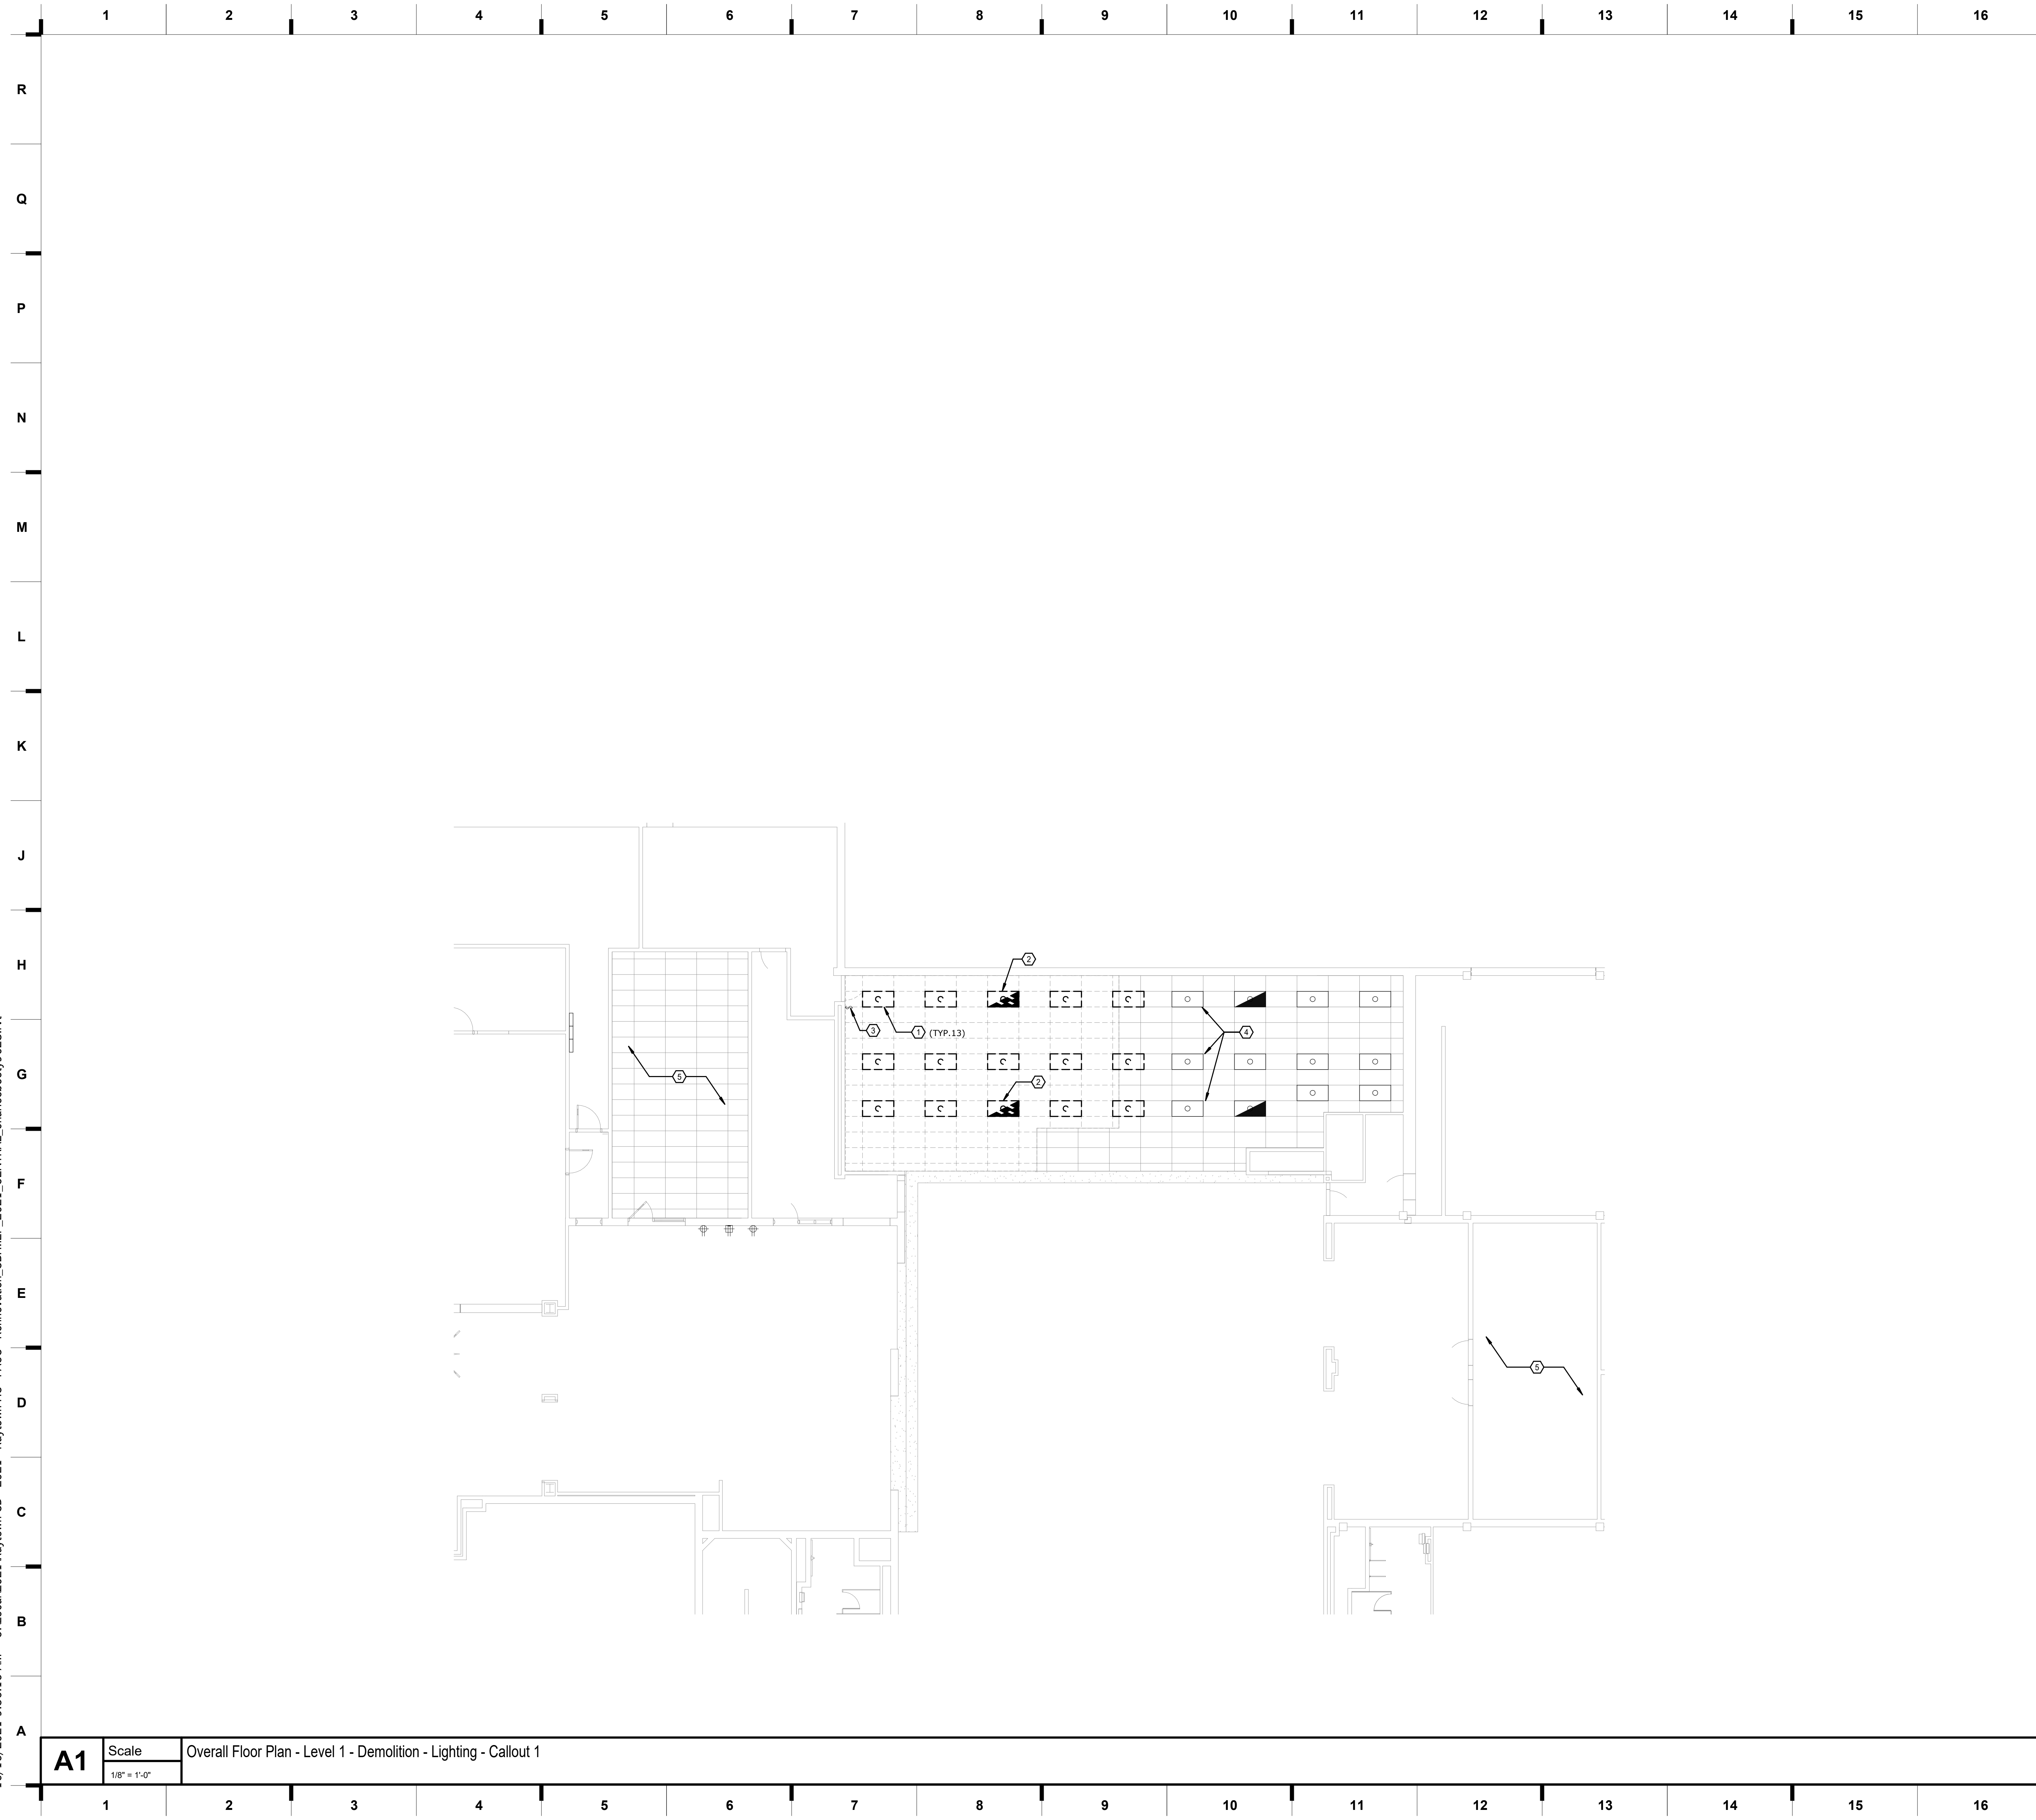 1 2 3 4 5 6 7 8 9 10 11 12 13 14 15 16
R
Q
P
N
M
L
K
J
H
2
3
1 (TYP.13)
4
G
5
2
F
E
5
D
C
B
A
A1
Scale
1/8" = 1'-0"
Overall Floor Plan - Level 1 - Demolition - Lighting - Callout 1
1 2 3 4 5 6 7 8 9 10 11 12 13 14 15 16